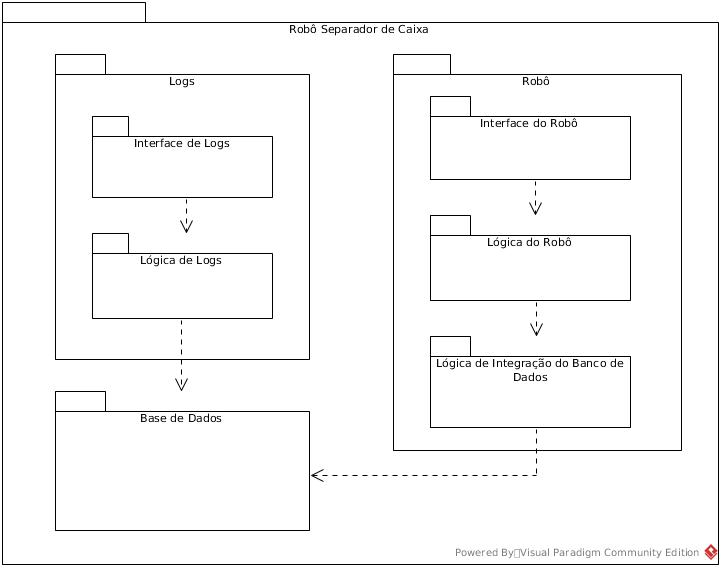 Robô Separador de Caixa
Logs
Interface de Logs
Lógica de Logs
Base de Dados
Robô
Interface do Robô
Lógica do Robô
Lógica de Integração do Banco de
Dados
Powered By Visual Paradigm Community Edition